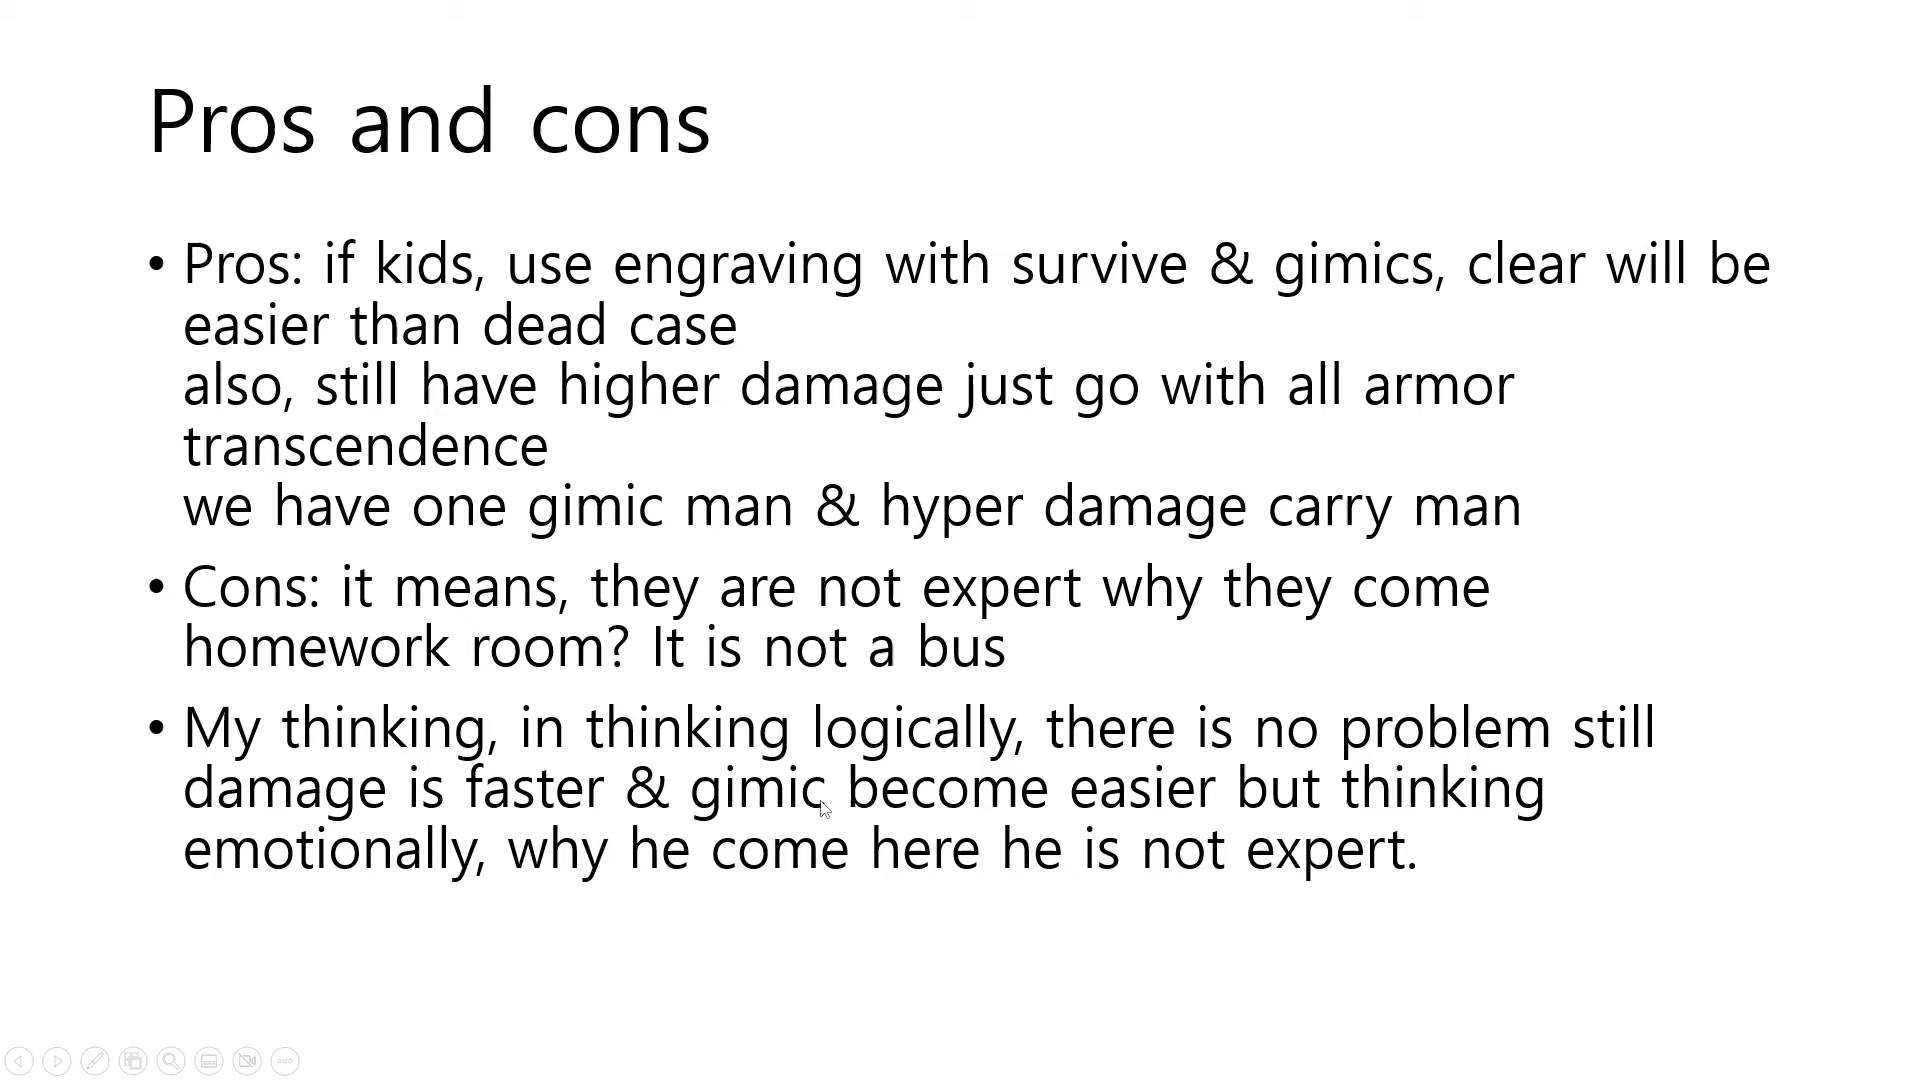 Pros and cons
• Pros: if kids, use engraving with survive & gimics, clear will be
easier than dead case
also, still have higher damage just go with all armor
transcendence
we have one gimic man & hyper damage carry man
• Cons: it means, they are not expert why they come
homework room? It is not a bus
• My thinking, in thinking logically, there is no problem still
damage is faster & gimic become easier but thinking
emotionally, why he come here he is not expert.